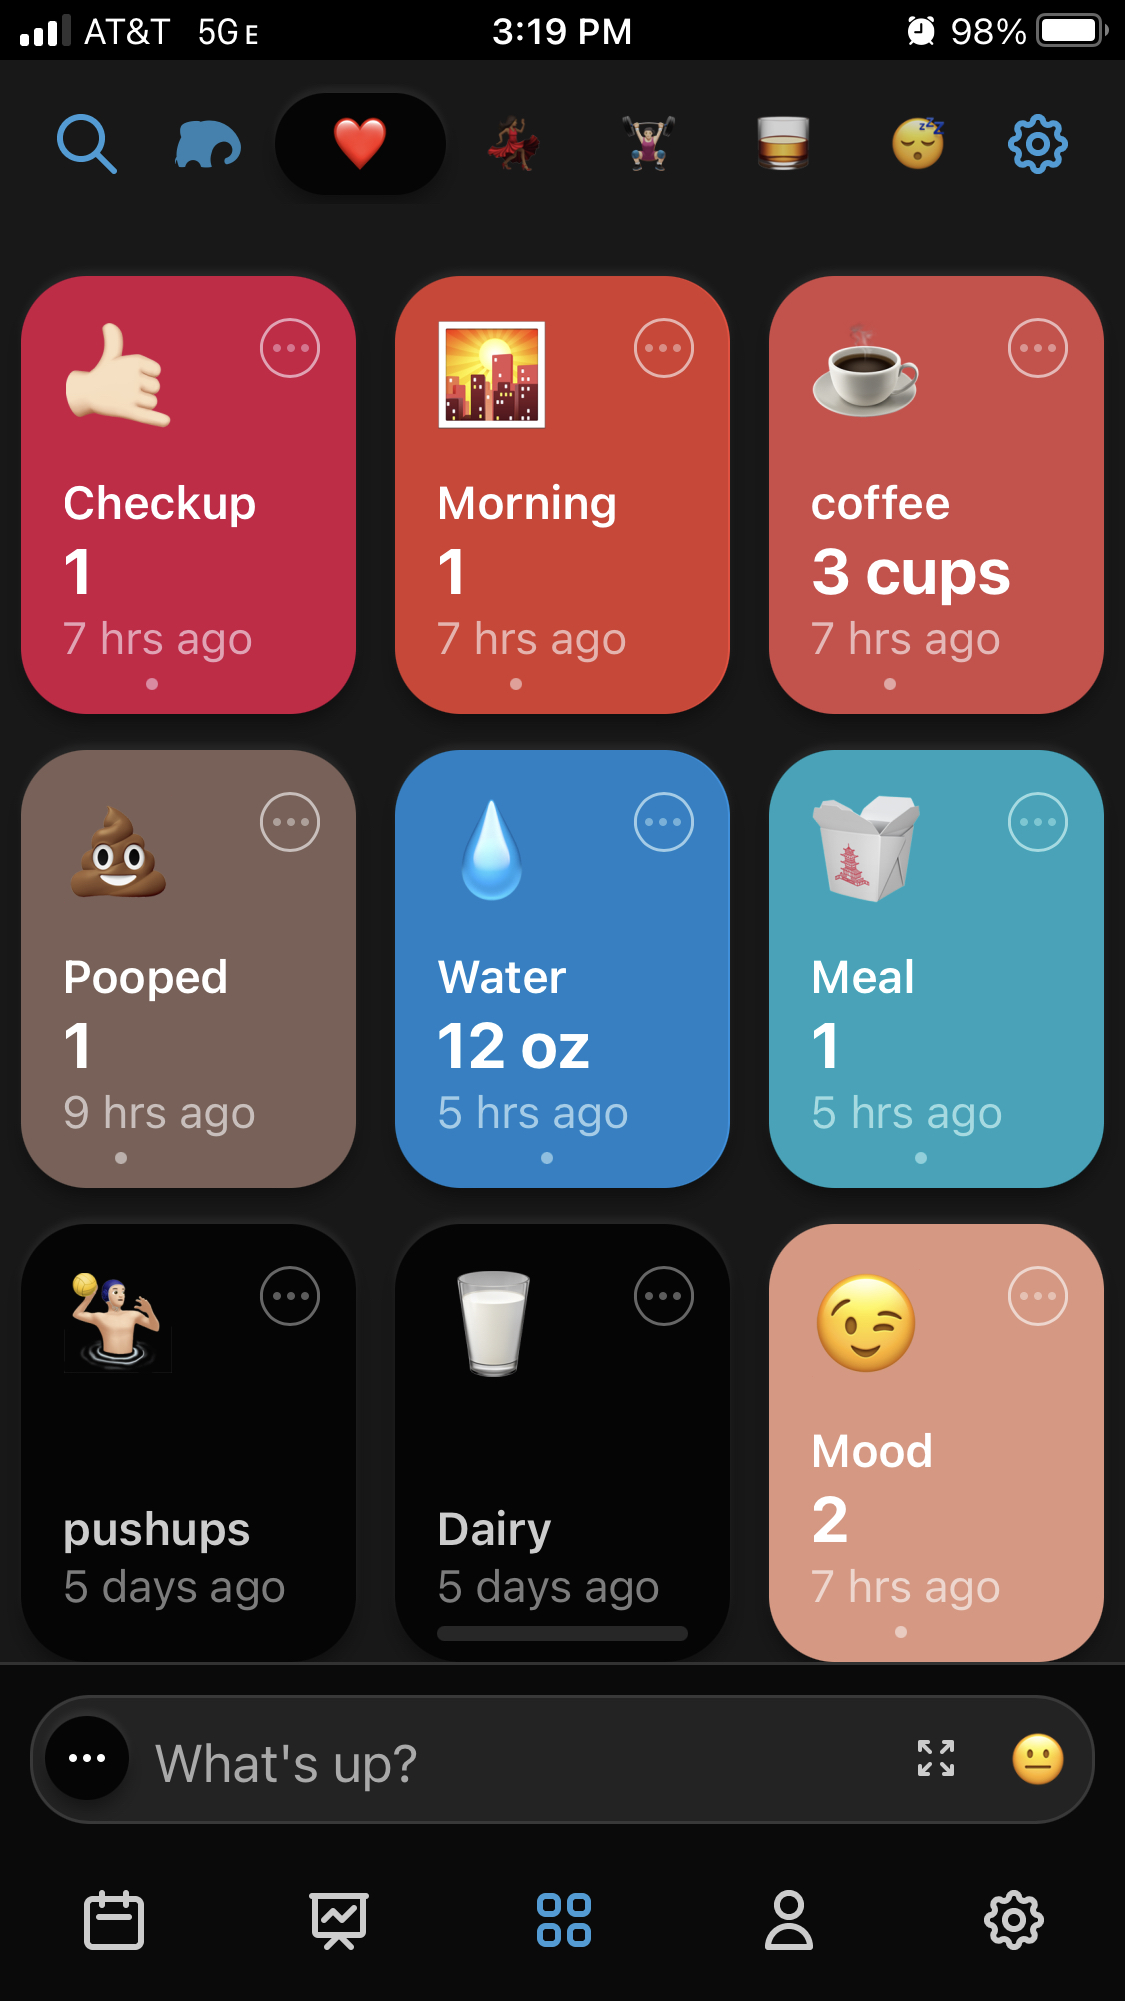 AT&T 5G E 3:19 PM 98%
Checkup
1
7 hrs ago
Morning
1
7 hrs ago
coffee
3 cups
7 hrs ago
Pooped
1
9 hrs ago
Water
12 oz
5 hrs ago
Meal
1
5 hrs ago
pushups
5 days ago
Dairy
5 days ago
Mood
2
7 hrs ago
What's up?